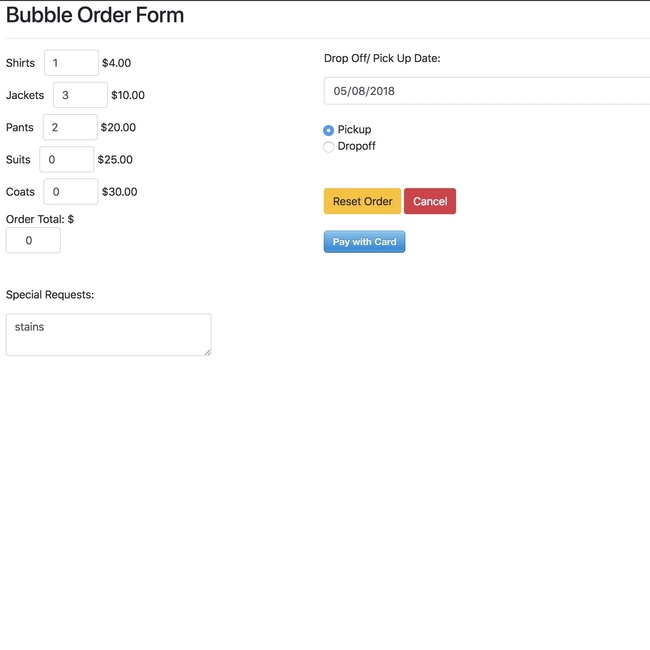 Bubble Order Form
Shirts 1 $4.00
Jackets 3 $10.00
Pants 2 $20.00
Suits 0 $25.00
Coats 0 $30.00
Order Total: $
0
Special Requests:
stains
Drop Off/ Pick Up Date:
05/08/2018
Pickup
Dropoff
Reset Order Cancel
Pay with Card